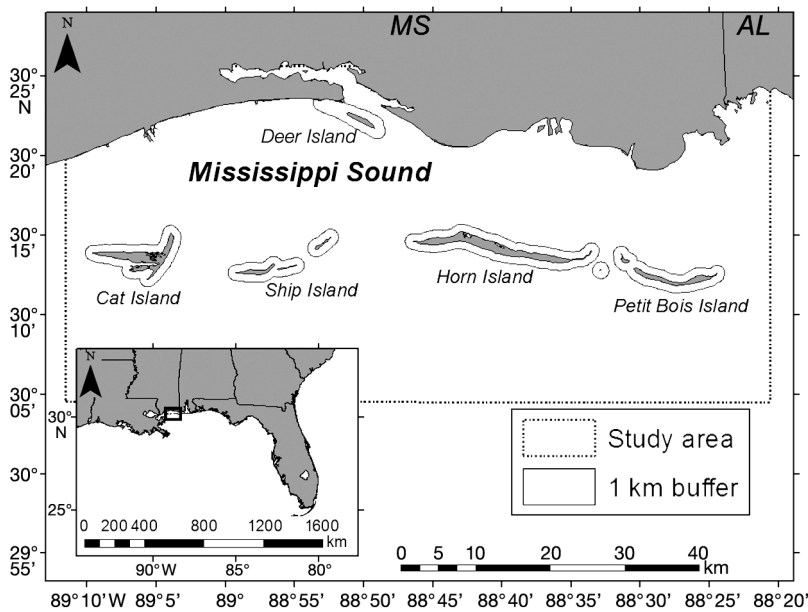 MS
AL
N
30°
25'
N
Deer Island
30°
20'
Mississippi Sound
30°
15'
Cat Island
Ship Island
Horn Island
Petit Bois Island
30°
10'
30°
05'
N
30°
N
25°
0 200 400 800 1200 1600
km
90°W 85° 80°
Study area
1 km buffer
30°
29°
55'
0 5 10 20 30 40
km
89°10'W 89°5' 89° 88°55' 88°50' 88°45' 88°40' 88°35' 88°30' 88°25' 88°20'